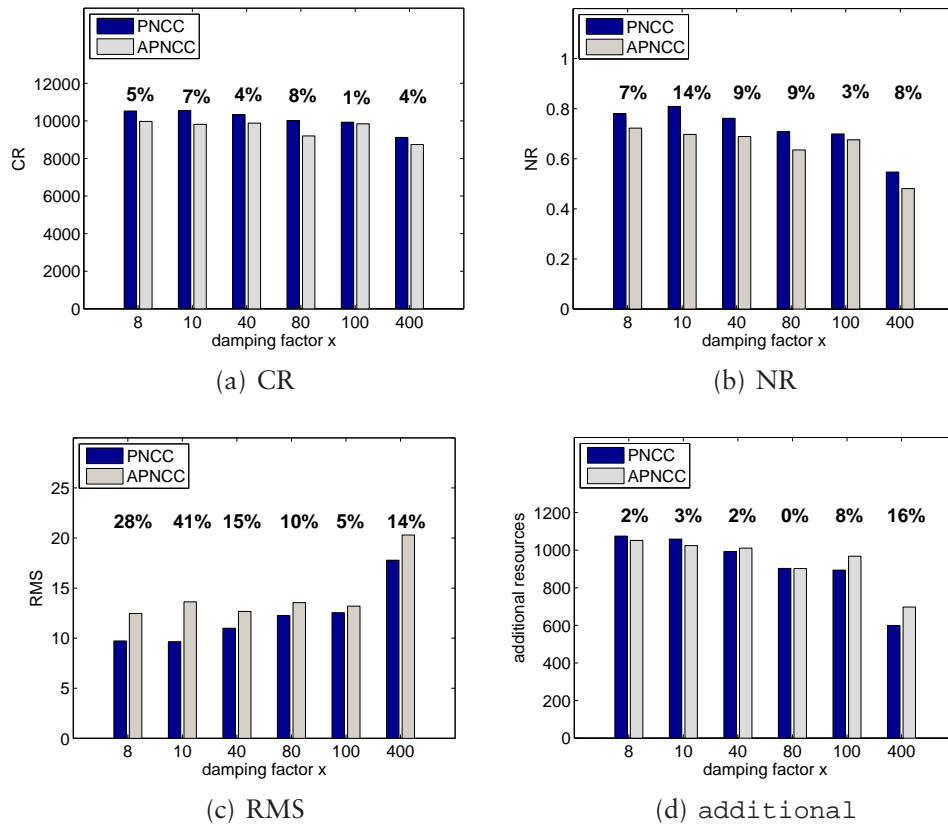 PNCC
APNCC
12000
10000
8000
6000
4000
2000
0
CR
5% 7% 4% 8% 1% 4%
8 10 40 80 100 400
damping factor x
(a) CR
PNCC
APNCC
1
0.8
0.6
0.4
0.2
0
NR
7% 14% 9% 9% 3% 8%
8 10 40 80 100 400
damping factor x
(b) NR
PNCC
APNCC
25
20
15
10
5
0
RMS
28% 41% 15% 10% 5% 14%
8 10 40 80 100 400
damping factor x
(c) RMS
PNCC
APNCC
1200
1000
800
600
400
200
0
additional resources
2% 3% 2% 0% 8% 16%
8 10 40 80 100 400
damping factor x
(d) additional